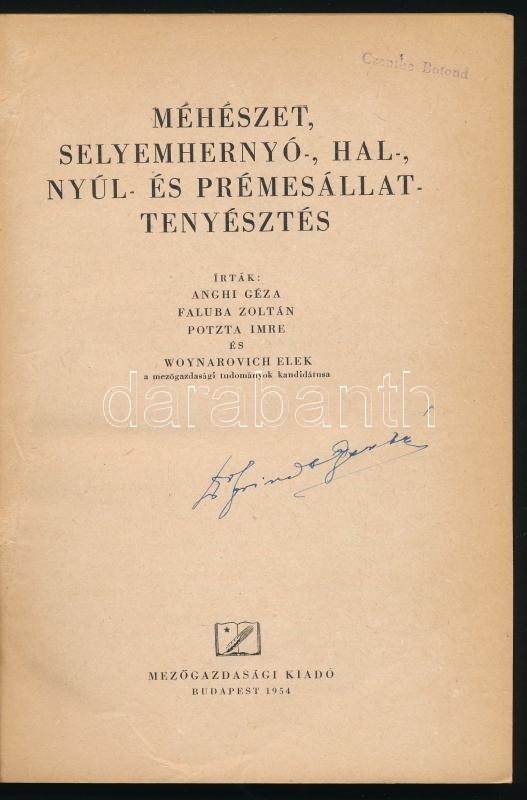 Botond
MÉHÉSZET,
SELYEMHERNYÓ-, HAL-,
NYÚL- ÉS PRÉMESÁLLAT-
TENYÉSZTÉS
ÍRTÁK:
ANGHI GÉZA
FALUBA ZOLTÁN
POTZTA IMRE
ÉS
WOYNAROVICH ELEK
a mezőgazdasági tudományok kandidátusa
darabanth
MEZŐGAZDASÁGI KIADÓ
BUDAPEST 1954